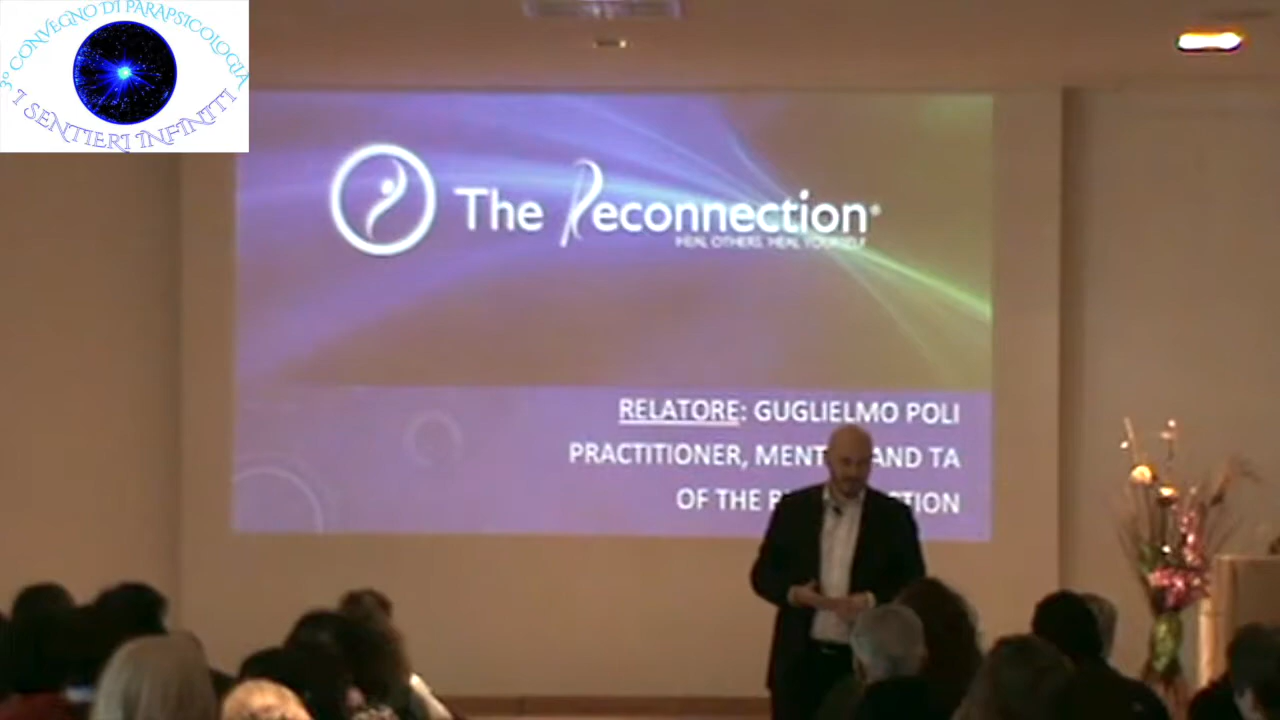 3° CONVEGNO DI PARAPSICOLOGIA
I SENTIERI INFINITI
The Reconnection®
HEAL OTHERS. HEAL YOURSELF
RELATORE: GUGLIELMO POLI
PRACTITIONER, MENT AND TA
OF THE R CTION